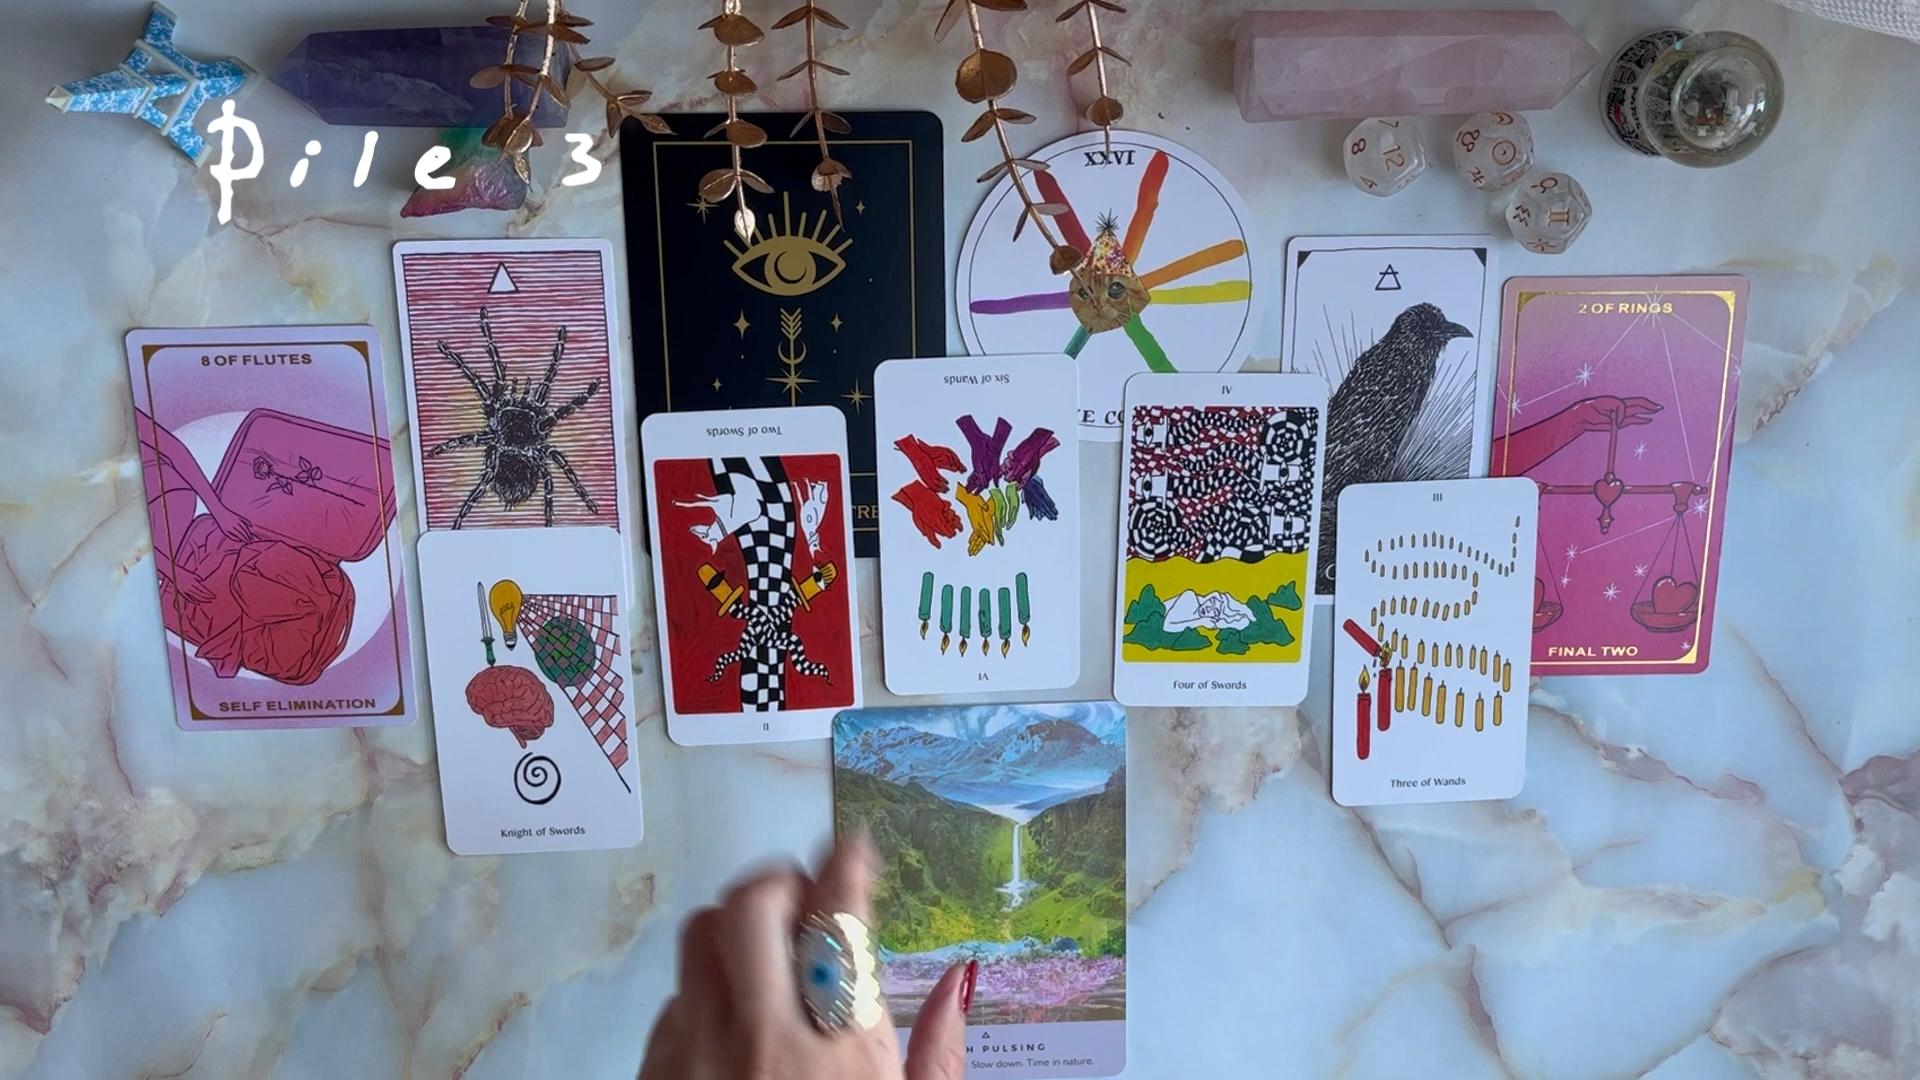 Pile 3
XXVI
8 OF FLUTES
SELF ELIMINATION
Two of Swords
II
Six of Wands
VI
IV
Four of Swords
2 OF RINGS
FINAL TWO
III
Three of Wands
Knight of Swords
PULSING
Slow down. Time in nature.
8
12